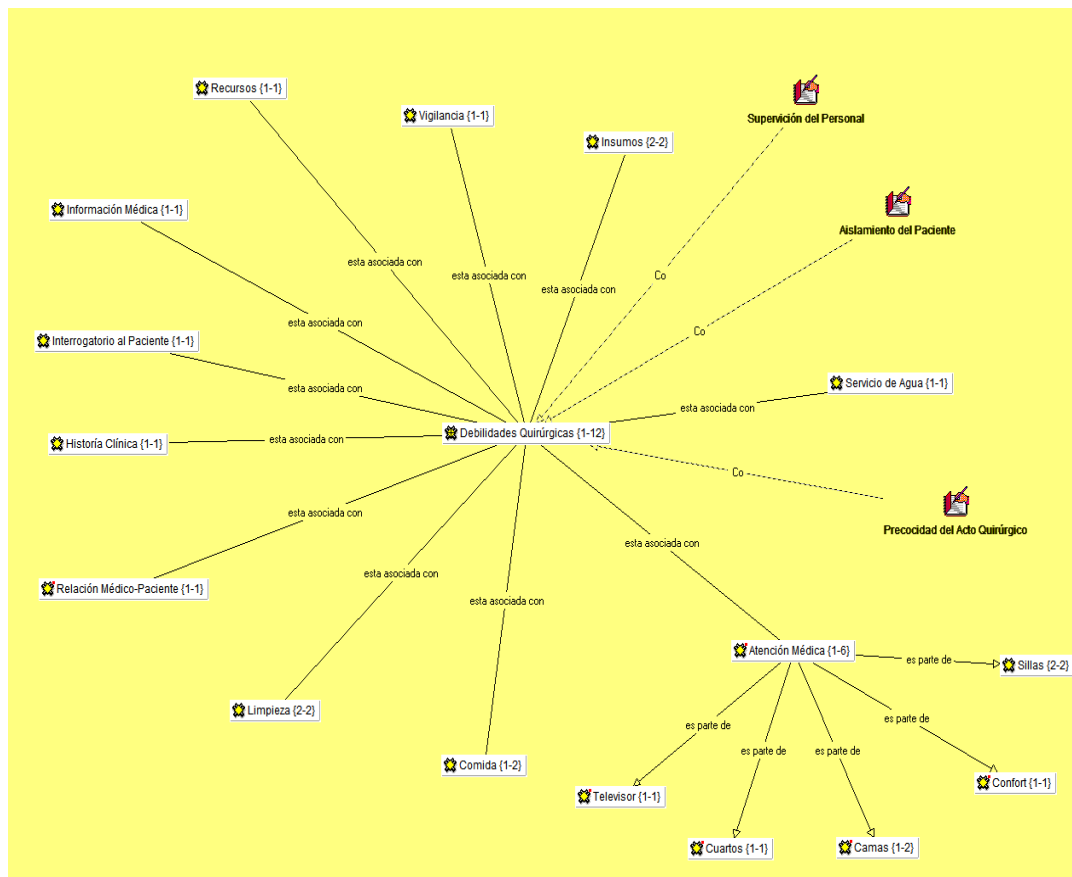 Recursos {1-1}
Supervición del Personal
Vigilancia {1-1}
Insumos {2-2}
Aislamiento del Paciente
Información Médica {1-1}
esta asociada con
esta asociada con
Co
esta asociada con
esta asociada con
Co
Interrogatorio al Paciente {1-1}
Servicio de Agua {1-1}
esta asociada con
esta asociada con
Debilidades Quirúrgicas {1-12}
esta asociada con
Historía Clínica {1-1}
Co
esta asociada con
Precocidad del Acto Quirúrgico
esta asociada con
esta asociada con
Relación Médico-Paciente {1-1}
esta asociada con
Atención Médica {1-6}
es parte de
Sillas {2-2}
Limpieza {2-2}
es parte de
es parte de
es parte de
es parte de
Comida {1-2}
Confort {1-1}
Televisor {1-1}
Cuartos {1-1}
Camas {1-2}